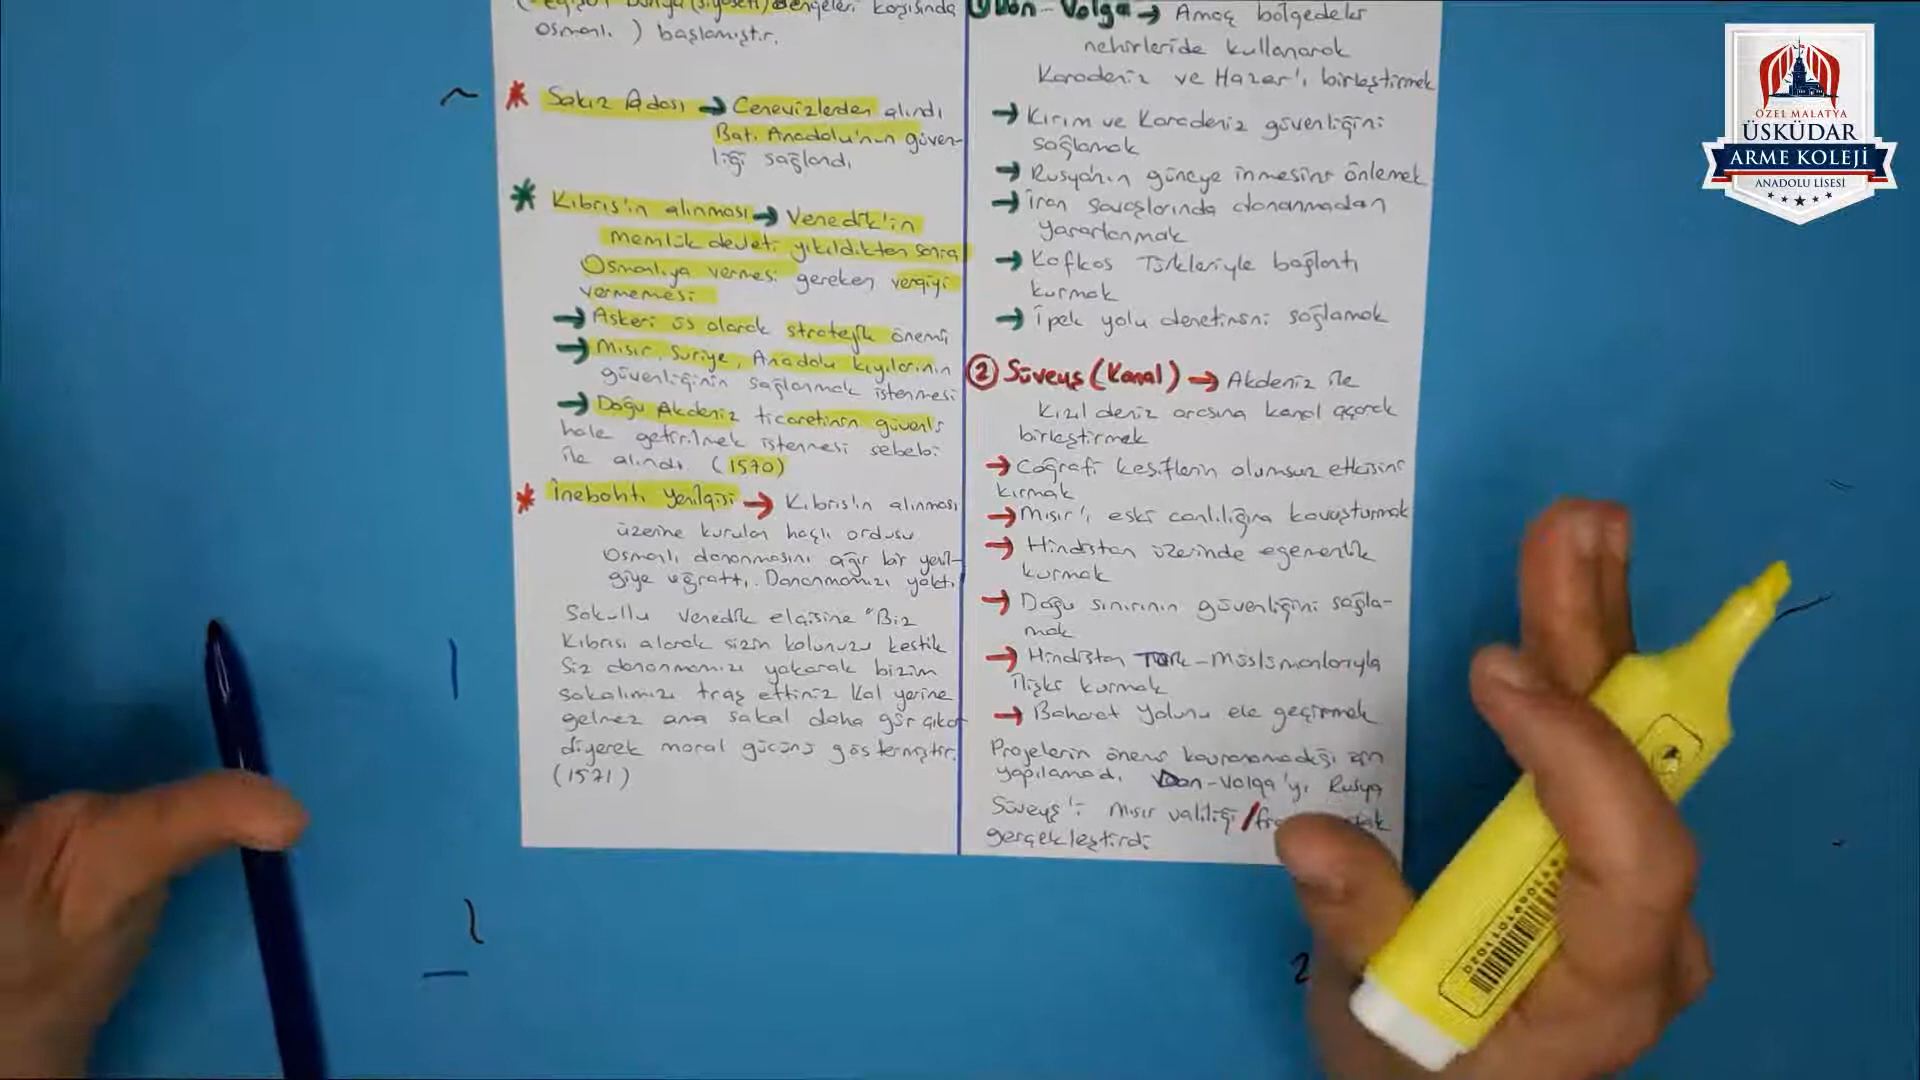 Dünya (siyaseti) dengeleri karşısında
Osmanlı ) başlamıştır.
* Sakız Adası → Cenevizlerden alındı
Batı Anadolu'nun güven-
liği sağlandı
* Kıbrıs'ın alınması → Venedik'in
memlük devleti yıkıldıktan sonra
Osmanlıya vermesi gereken vergiyi
vermemesi
→ Askeri üs olarak stratejik önemi
→ Mısır, Suriye, Anadolu kıyılarının
güvenliğinin sağlanmak istenmesi
→ Doğu Akdeniz ticaretinin güvenli
hale getirilmek istenmesi sebebi
ile alındı (1570)
* İnebahtı yenilgisi → Kıbrıs'ın alınması
üzerine kurulan haçlı ordusu
Osmanlı donanmasını ağır bir yenil-
giye uğrattı. Donanmamızı yaktı
Sokullu Venedik elçisine "Biz
Kıbrısı alarak sizin kolunuzu kestik
Siz donanmamızı yakarak bizim
sakalımızı traş ettiniz Kol yerine
gelmez ama sakal daha gür çıkar
diyerek moral gücünü göstermiştir.
(1571)
① Don-Volga → Amaç bölgedeki
nehirleride kullanarak
Karadeniz ve Hazar'ı birleştirmek
→ Kırım ve Karadeniz güvenliğini
sağlamak
→ Rusya'nın güneye inmesini önlemek
→ İran savaşlarında donanmadan
yararlanmak
→ Kafkas Türkleriyle bağlantı
kurmak
→ İpek yolu denetimini sağlamak
② Süveyş (Kanal) → Akdeniz ile
Kızıl deniz arasına kanal açarak
birleştirmek
→ Coğrafi keşiflerin olumsuz etkisini
kırmak
→ Mısır'ı eski canlılığına kavuşturmak
→ Hindistan üzerinde egemenlik
kurmak
→ Doğu sınırının güvenliğini sağla-
mak
→ Hindistan Türk-Müslümanlarıyla
ilişki kurmak
→ Baharat Yolunu ele geçirmek
Projelerin önemi kavranamadığı için
yapılamadı. Don-Volga'yı Rusya
Süveyş'i Mısır valiliği /
gerçekleştirdi
2
ÖZEL MALATYA
ÜSKÜDAR
ARME KOLEJİ
ANADOLU LİSESİ